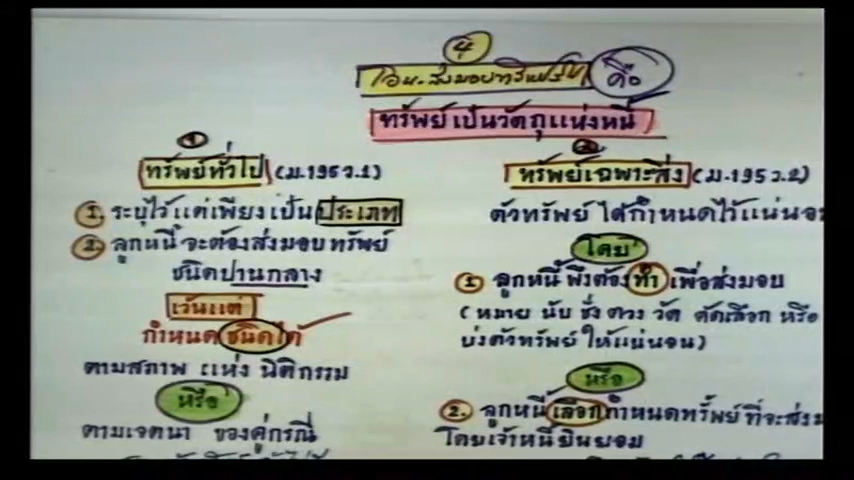 4
โอน-ส่งมอบทรัพย์สิน คือ
ทรัพย์เป็นวัตถุแห่งหนี้
1
ทรัพย์ทั่วไป (ม.195 ว.1)
1. ระบุไว้แต่เพียงเป็นประเภท
2. ลูกหนี้จะต้องส่งมอบทรัพย์
ชนิดปานกลาง
เว้นแต่
กำหนดชนิดได้
ตามสภาพ แห่ง นิติกรรม
หรือ
ตามเจตนา ของคู่กรณี
2
ทรัพย์เฉพาะสิ่ง (ม.195 ว.2)
ตัวทรัพย์ได้กำหนดไว้แน่นอน
โดย
1. ลูกหนี้พึงต้องทำเพื่อส่งมอบ
(หมาย นับ ชั่ง ตวง วัด คัดเลือก หรือ
บ่งตัวทรัพย์ให้แน่นอน)
หรือ
2. ลูกหนี้เลือกกำหนดทรัพย์ที่จะส่งม
โดยเจ้าหนี้ยินยอม